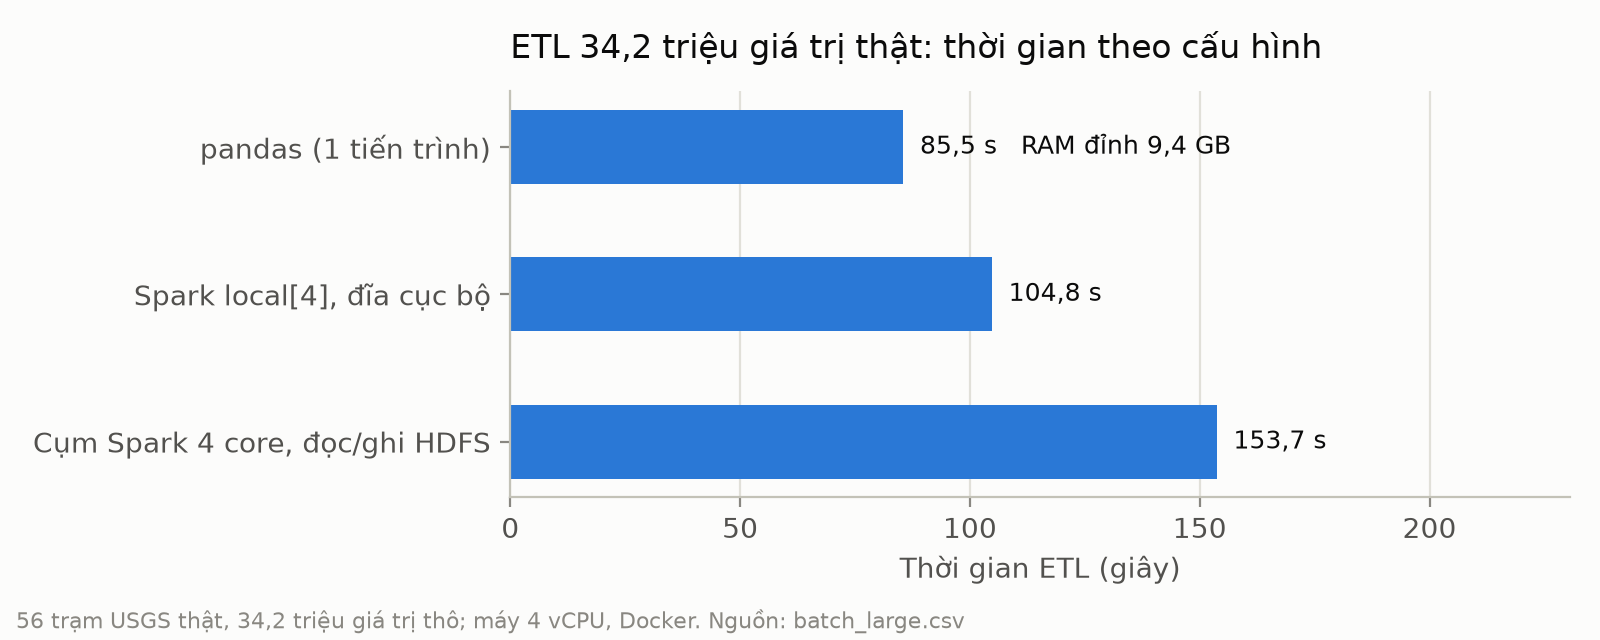 ETL 34,2 triệu giá trị thật: thời gian theo cấu hình
pandas (1 tiến trình)
85,5 s RAM đỉnh 9,4 GB
Spark local[4], đĩa cục bộ
104,8 s
Cụm Spark 4 core, đọc/ghi HDFS
153,7 s
0 50 100 150 200
Thời gian ETL (giây)
56 trạm USGS thật, 34,2 triệu giá trị thô; máy 4 vCPU, Docker. Nguồn: batch_large.csv